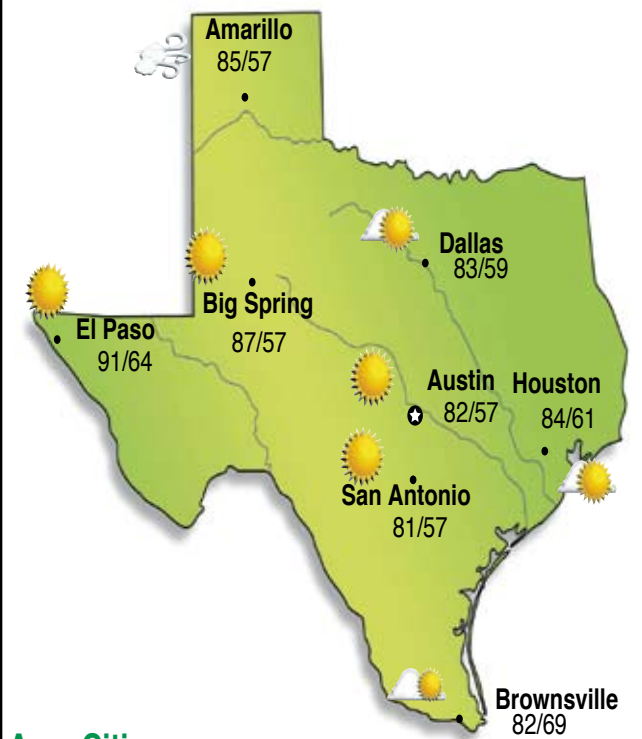 Amarillo
85/57
Dallas
83/59
Big Spring
87/57
El Paso
91/64
Austin
82/57
Houston
84/61
San Antonio
81/57
Brownsville
82/69